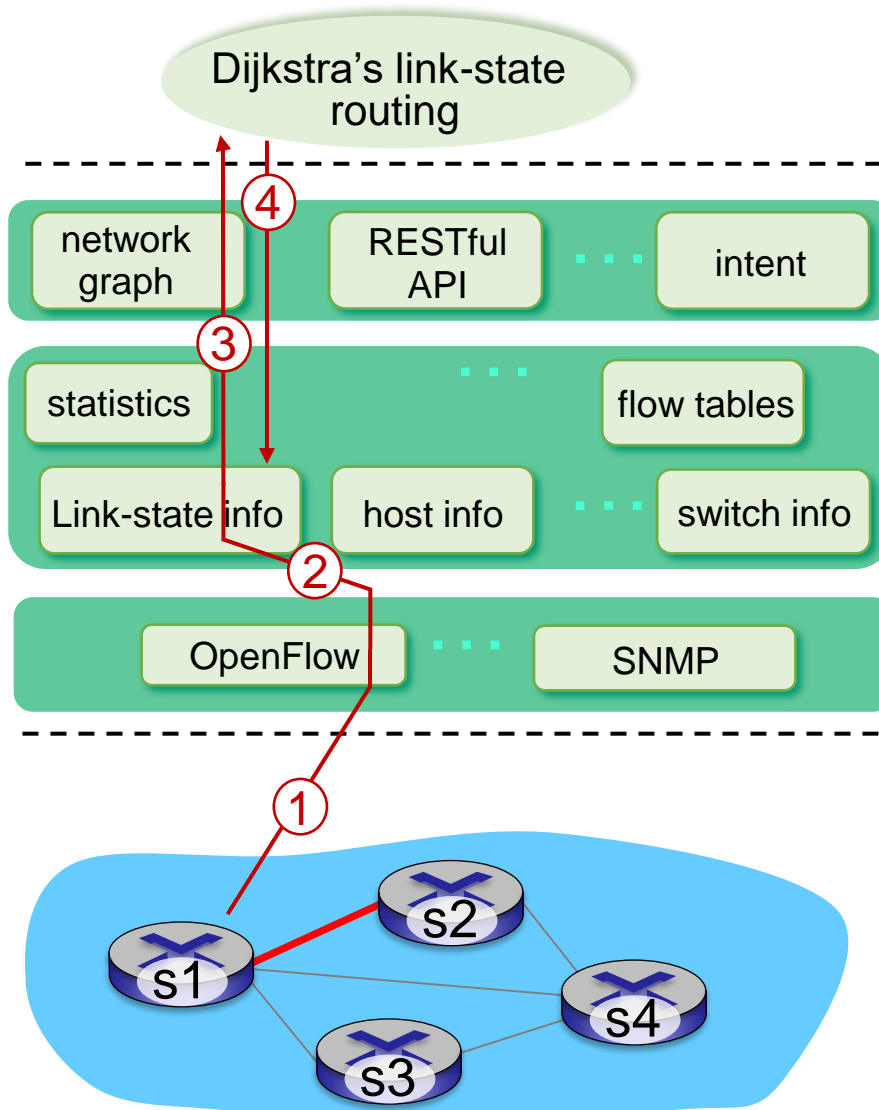 Dijkstra’s link-state
routing
4
network
graph
RESTful
API
. . .
intent
3
statistics
. . .
flow tables
Link-state info
host info
. . .
switch info
2
OpenFlow
. . .
SNMP
1
s2
s1
s4
s3